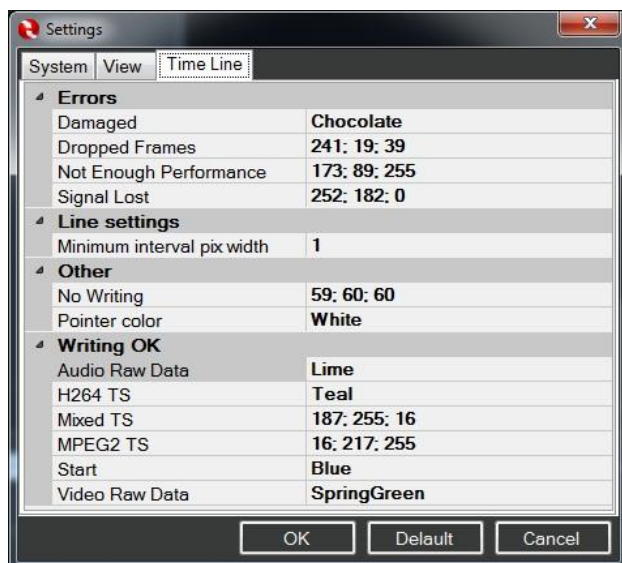 Settings
System View Time Line
Errors
Damaged Chocolate
Dropped Frames 241; 19; 39
Not Enough Performance 173; 89; 255
Signal Lost 252; 182; 0
Line settings
Minimum interval pix width 1
Other
No Writing 59; 60; 60
Pointer color White
Writing OK
Audio Raw Data Lime
H264 TS Teal
Mixed TS 187; 255; 16
MPEG2 TS 16; 217; 255
Start Blue
Video Raw Data SpringGreen
OK Delault Cancel